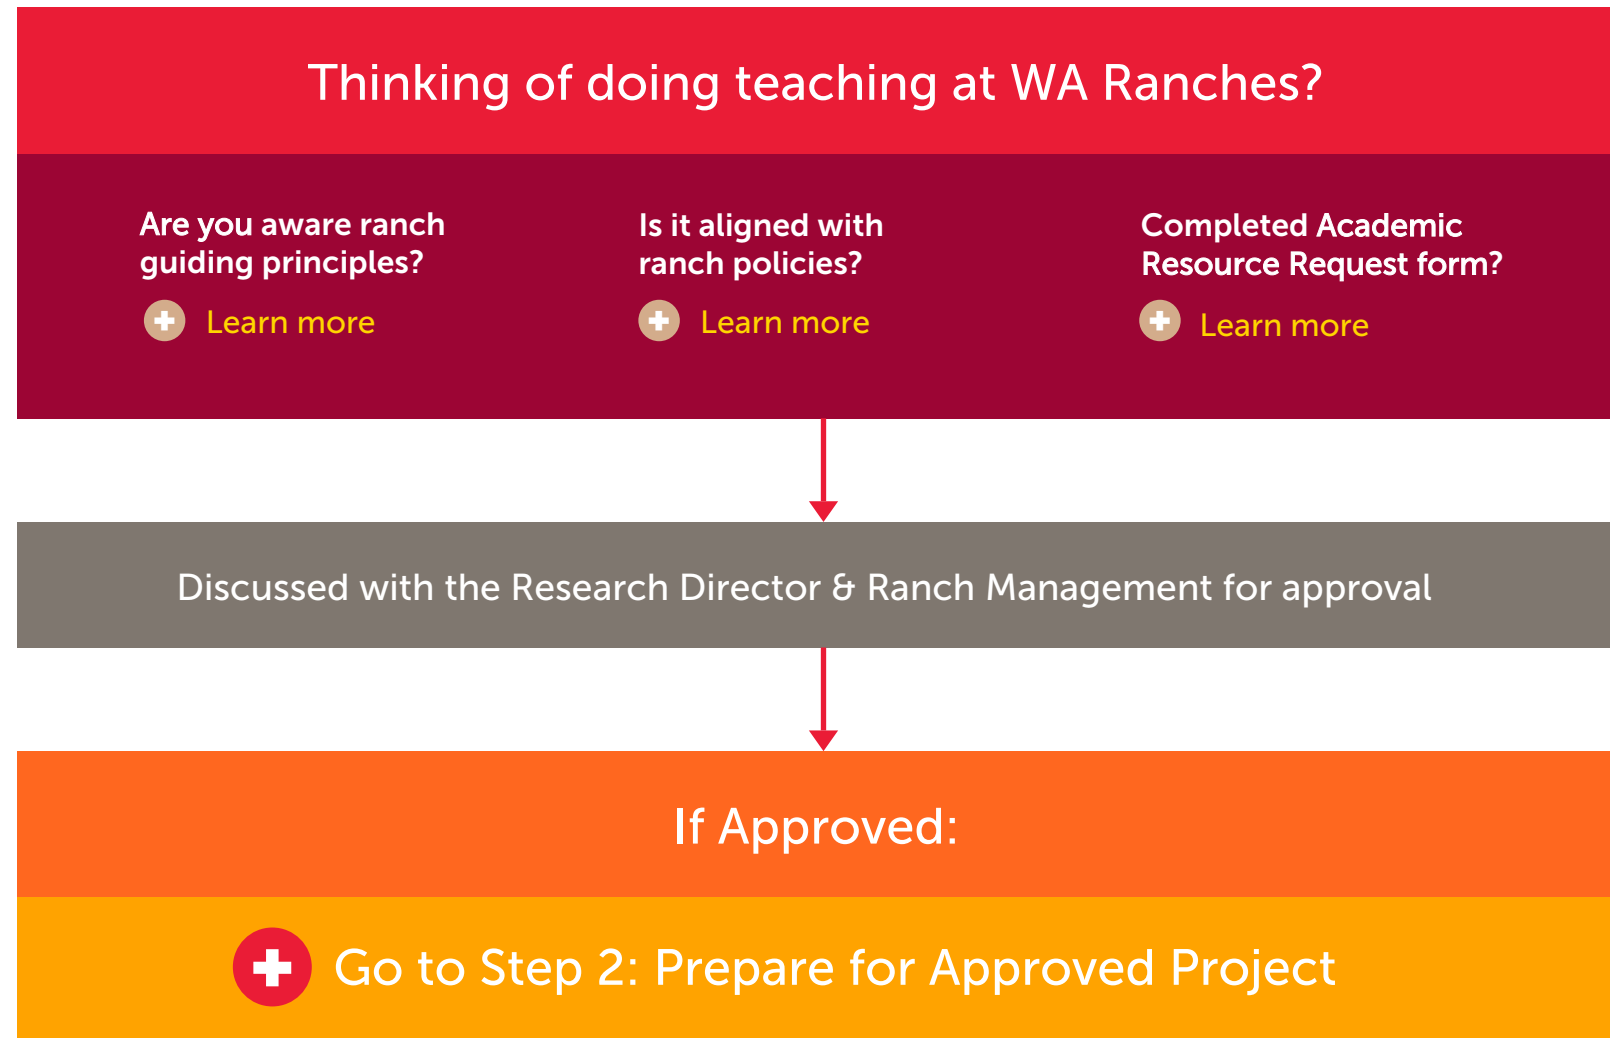 Thinking of doing teaching at WA Ranches?
Are you aware ranch
guiding principles?
Learn more
Is it aligned with
ranch policies?
Learn more
Completed Academic
Resource Request form?
Learn more
Discussed with the Research Director & Ranch Management for approval
If Approved:
Go to Step 2: Prepare for Approved Project